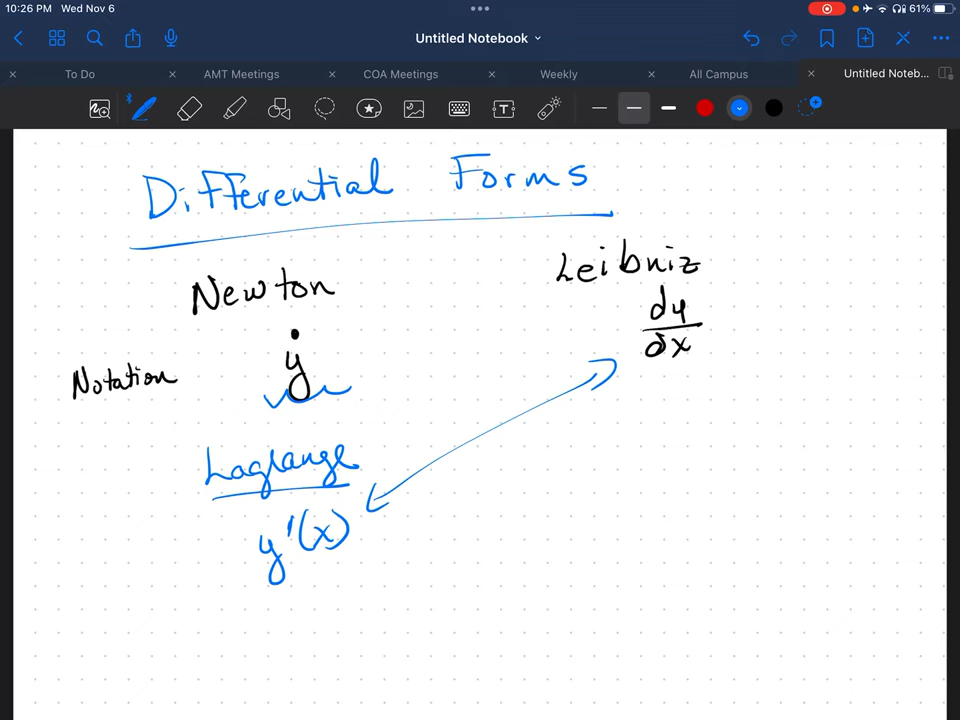 10:26 PM Wed Nov 6
61%
Untitled Notebook
To Do
AMT Meetings
COA Meetings
Weekly
All Campus
Untitled Noteb...
Differential Forms
Newton
Leibniz
ẏ
dy/dx
Notation
Lagrange
y'(x)